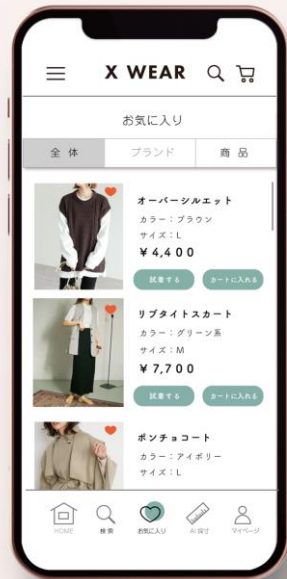 X WEAR
お気に入り
全体 ブランド 商品
オーバーシルエット
カラー：ブラウン
サイズ：L
¥4,400
試着する カートに入れる
リブタイトスカート
カラー：グリーン系
サイズ：M
¥7,700
試着する カートに入れる
ポンチョコート
カラー：アイボリー
サイズ：L
HOME 検索 お気に入り AI採寸 マイページ